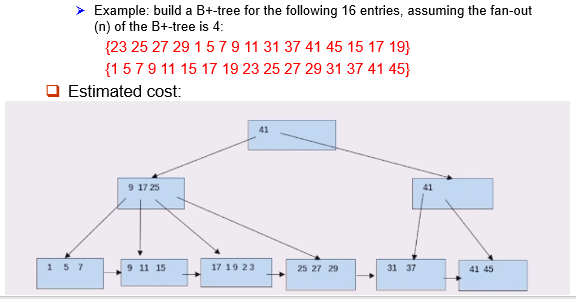 ➤ Example: build a B+-tree for the following 16 entries, assuming the fan-out
(n) of the B+-tree is 4:
{23 25 27 29 1 5 7 9 11 31 37 41 45 15 17 19}
{1 5 7 9 11 15 17 19 23 25 27 29 31 37 41 45}
❑ Estimated cost:
41
9 17 25
41
1 5 7
9 11 15
17 19 23
25 27 29
31 37
41 45